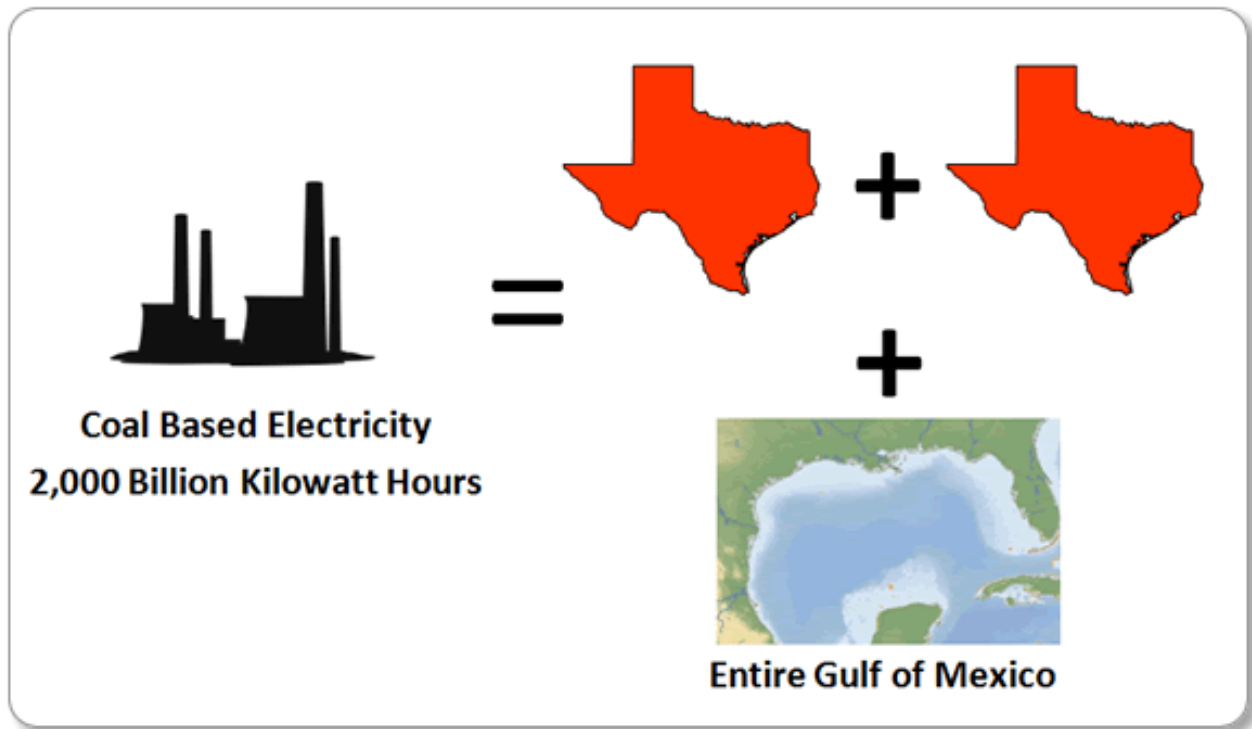 Coal Based Electricity
2,000 Billion Kilowatt Hours
Entire Gulf of Mexico